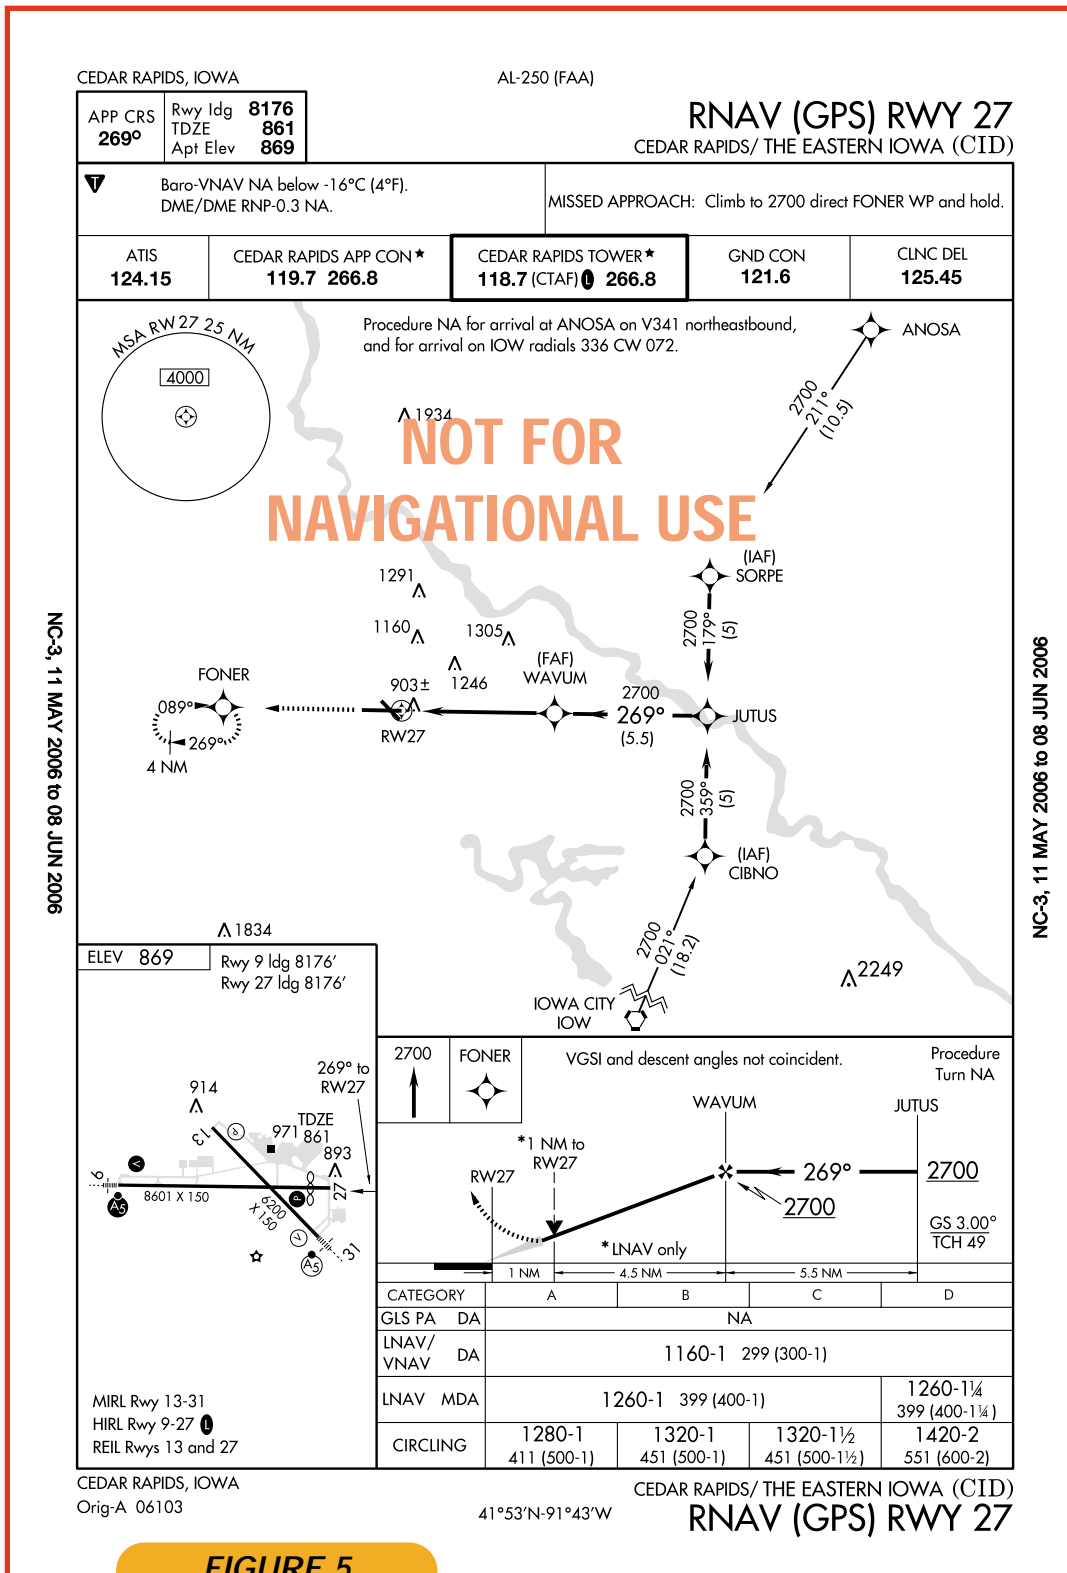 CEDAR RAPIDS, IOWA
AL-250 (FAA)
RNAV (GPS) RWY 27
CEDAR RAPIDS/ THE EASTERN IOWA (CID)
APP CRS
269°
Rwy ldg 8176
TDZE 861
Apt Elev 869
T
Baro-VNAV NA below -16°C (4°F).
DME/DME RNP-0.3 NA.
MISSED APPROACH: Climb to 2700 direct FONER WP and hold.
ATIS
124.15
CEDAR RAPIDS APP CON ★
119.7 266.8
CEDAR RAPIDS TOWER ★
118.7 (CTAF) L 266.8
GND CON
121.6
CLNC DEL
125.45
MSA RW27 25 NM
4000
Procedure NA for arrival at ANOSA on V341 northeastbound,
and for arrival on IOW radials 336 CW 072.
ANOSA
2700
211°
(10.5)
1934
NOT FOR
NAVIGATIONAL USE
(IAF)
SORPE
2700
179°
(5)
1291
1160
1305
1246
903±
(FAF)
WAVUM
2700
269°
(5.5)
JUTUS
RW27
FONER
089°
269°
4 NM
2700
359°
(5)
(IAF)
CIBNO
2700
021°
(18.2)
IOWA CITY
IOW
1834
2249
NC-3, 11 MAY 2006 to 08 JUN 2006
NC-3, 11 MAY 2006 to 08 JUN 2006
ELEV 869
Rwy 9 ldg 8176′
Rwy 27 ldg 8176′
269° to
RW27
914
13
P
971
TDZE
861
893
9
V
A5
8601 X 150
P
27
6200
X 150
V
31
A5
MIRL Rwy 13-31
HIRL Rwy 9-27 L
REIL Rwys 13 and 27
2700
FONER
VGSI and descent angles not coincident.
Procedure
Turn NA
WAVUM
JUTUS
*1 NM to
RW27
RW27
269°
2700
2700
GS 3.00°
TCH 49
*LNAV only
1 NM
4.5 NM
5.5 NM
CATEGORY A B C D
GLS PA DA NA
LNAV/
VNAV DA 1160-1 299 (300-1)
LNAV MDA 1260-1 399 (400-1)
1260-1¼
399 (400-1¼)
CIRCLING
1280-1
411 (500-1)
1320-1
451 (500-1)
1320-1½
451 (500-1½)
1420-2
551 (600-2)
CEDAR RAPIDS, IOWA
Orig-A 06103
41°53′N-91°43′W
CEDAR RAPIDS/ THE EASTERN IOWA (CID)
RNAV (GPS) RWY 27
FIGURE 5